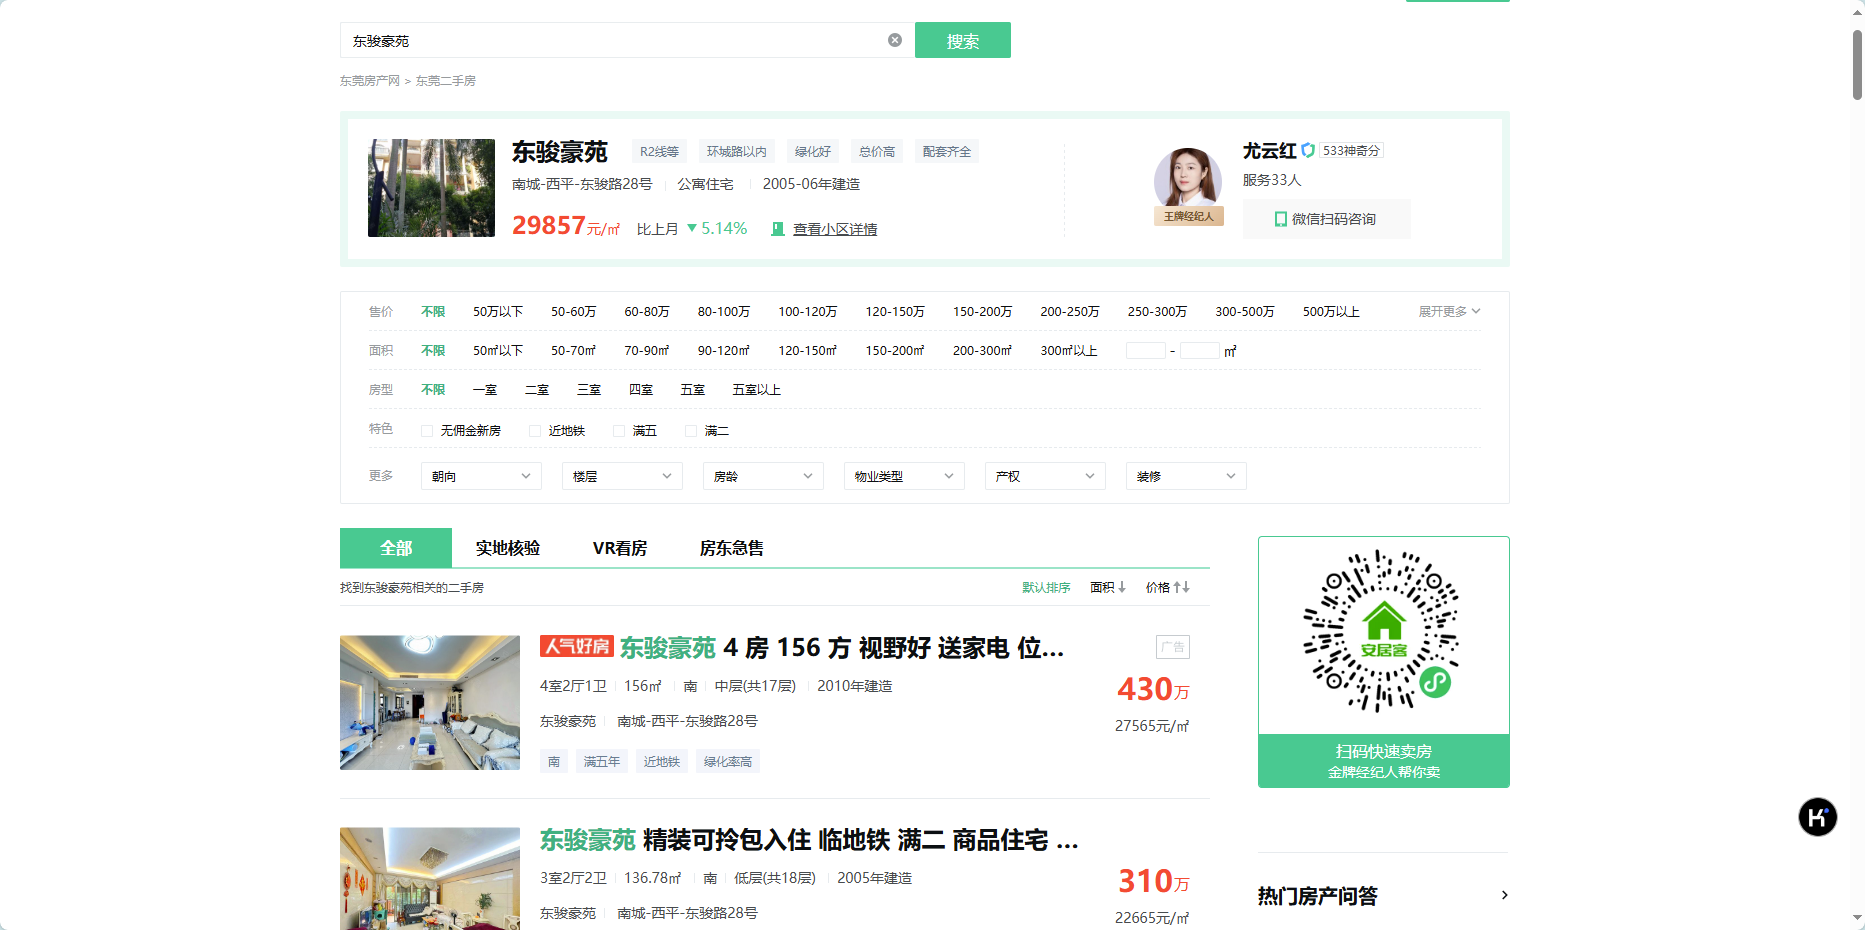 东骏豪苑
搜索
东莞房产网 > 东莞二手房
东骏豪苑 R2线等 环城路以内 绿化好 总价高 配套齐全
南城-西平-东骏路28号 公寓住宅 2005-06年建造
29857元/㎡ 比上月 5.14% 查看小区详情
尤云红 533神奇分
服务33人
王牌经纪人
微信扫码咨询
售价 不限 50万以下 50-60万 60-80万 80-100万 100-120万 120-150万 150-200万 200-250万 250-300万 300-500万 500万以上 展开更多
面积 不限 50㎡以下 50-70㎡ 70-90㎡ 90-120㎡ 120-150㎡ 150-200㎡ 200-300㎡ 300㎡以上 - ㎡
房型 不限 一室 二室 三室 四室 五室 五室以上
特色 无佣金新房 近地铁 满五 满二
更多 朝向 楼层 房龄 物业类型 产权 装修
全部 实地核验 VR看房 房东急售
找到东骏豪苑相关的二手房 默认排序 面积 价格
人气好房 东骏豪苑 4 房 156 方 视野好 送家电 位... 广告
4室2厅1卫 156㎡ 南 中层(共17层) 2010年建造
430万
东骏豪苑 南城-西平-东骏路28号
27565元/㎡
南 满五年 近地铁 绿化率高
东骏豪苑 精装可拎包入住 临地铁 满二 商品住宅 ...
3室2厅2卫 136.78㎡ 南 低层(共18层) 2005年建造
310万
东骏豪苑 南城-西平-东骏路28号
22665元/㎡
安居客
扫码快速卖房
金牌经纪人帮你卖
K
热门房产问答